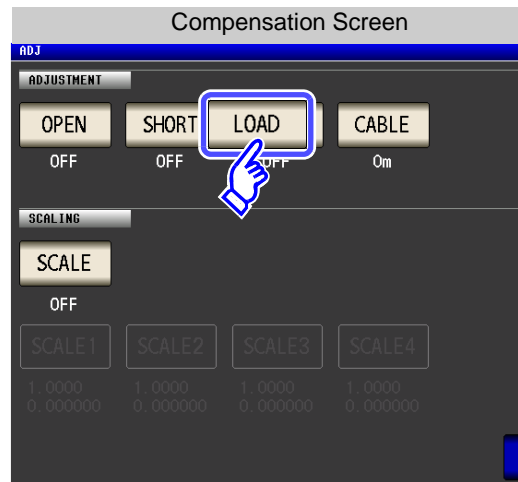 Compensation Screen
ADJ
ADJUSTMENT
OPEN SHORT LOAD CABLE
OFF OFF OFF 0m
SCALING
SCALE
OFF
SCALE1 SCALE2 SCALE3 SCALE4
1.0000 1.0000 1.0000 1.0000
0.000000 0.000000 0.000000 0.000000